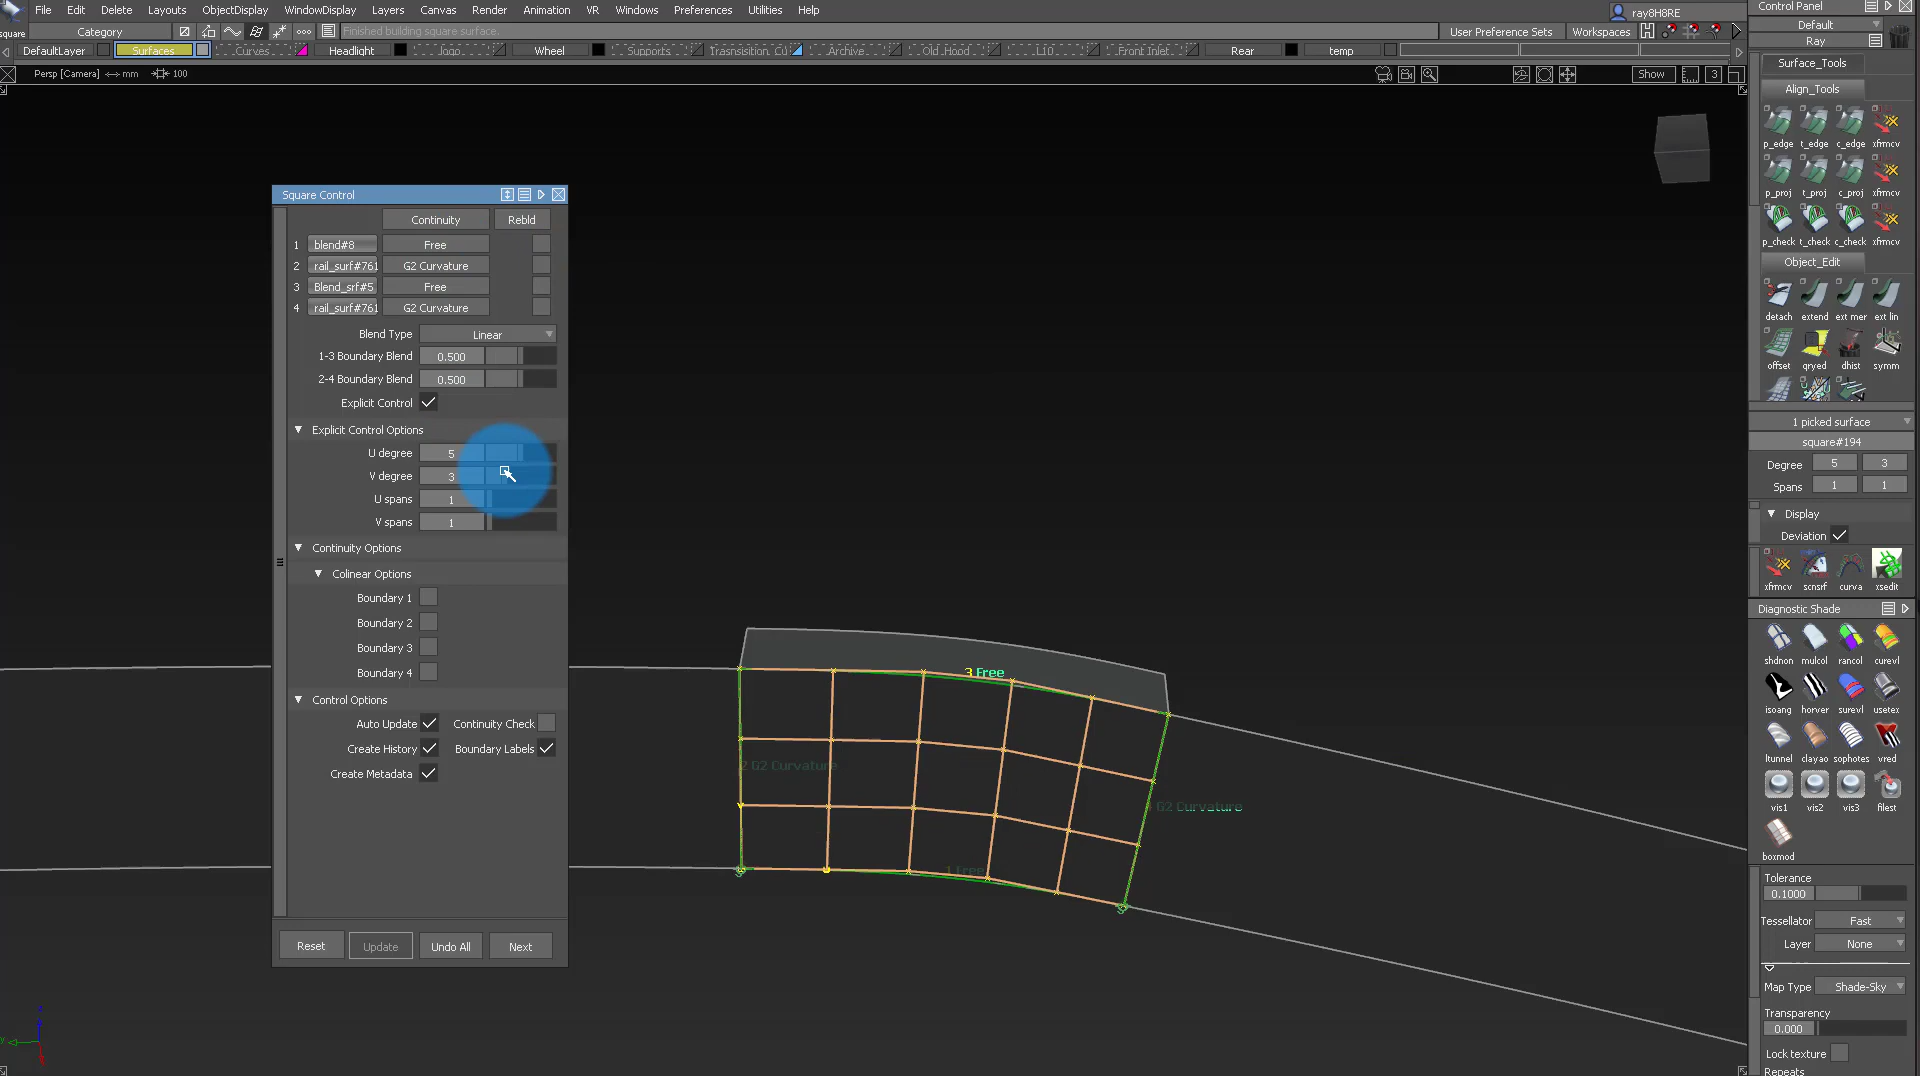 File Edit Delete Layouts ObjectDisplay WindowDisplay Layers Canvas Render Animation VR Windows Preferences Utilities Help
ray8H8RE
Control Panel
square
Category
Finished building square surface.
User Preference Sets
Workspaces
Default
Ray
DefaultLayer Surfaces Curves Headlight logo Wheel Supports Archive Old_Hood L10 Front Inlet Rear temp
Persp [Camera] mm 100
Show
3
Surface_Tools
Align_Tools
p_edge t_edge c_edge xfrmcv
p_proj t_proj c_proj xfrmcv
p_check t_check c_check xfrmcv
Object_Edit
detach extend ext mer ext lin
offset qryed dhist symm
1 picked surface
square#194
Degree 5 3
Spans 1 1
Display
Deviation
xfrmcv scnsrf curva xsedit
Diagnostic Shade
shdnon mulcol rancol curevl
isoang horver surevl usetex
ltunnel clayao sophotes vred
vis1 vis2 vis3 filest
boxmod
Tolerance
0.1000
Tessellator Fast
Layer None
Map Type Shade-Sky
Transparency
0.000
Lock texture
Repeats
Square Control
Continuity Rebld
1 blend#8 Free
2 rail_surf#761 G2 Curvature
3 Blend_srf#5 Free
4 rail_surf#761 G2 Curvature
Blend Type Linear
1-3 Boundary Blend 0.500
2-4 Boundary Blend 0.500
Explicit Control
Explicit Control Options
U degree 5
V degree 3
U spans 1
V spans 1
Continuity Options
Colinear Options
Boundary 1
Boundary 2
Boundary 3
Boundary 4
Control Options
Auto Update Continuity Check
Create History Boundary Labels
Create Metadata
Reset Update Undo All Next
3 Free
2 G2 Curvature
G2 Curvature
1 Free